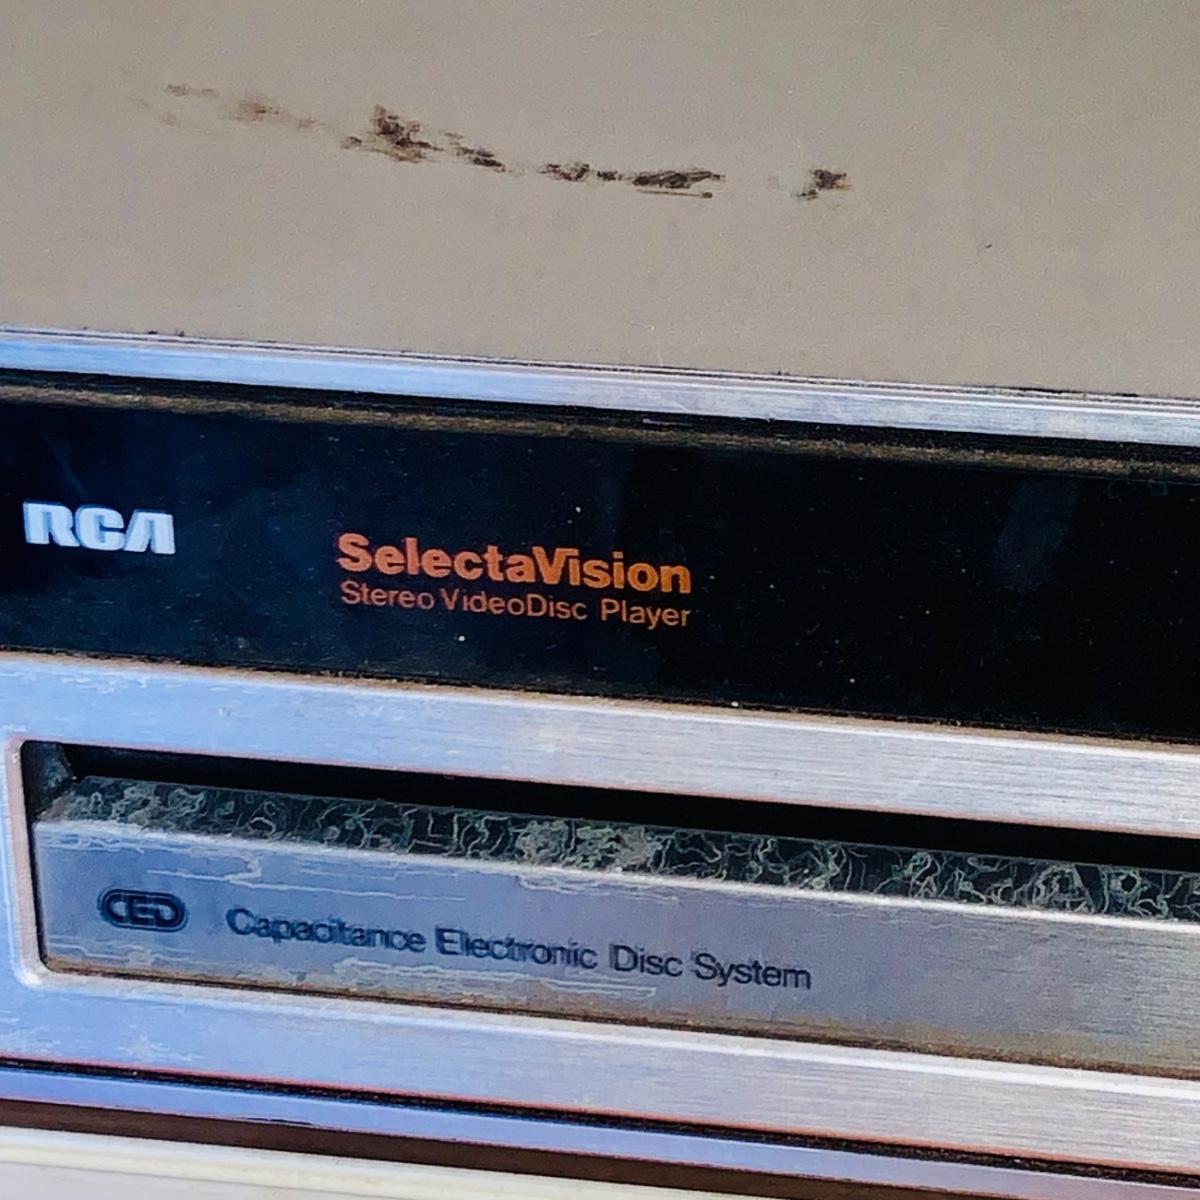 RCA
SelectaVision
Stereo VideoDisc Player
CED Capacitance Electronic Disc System